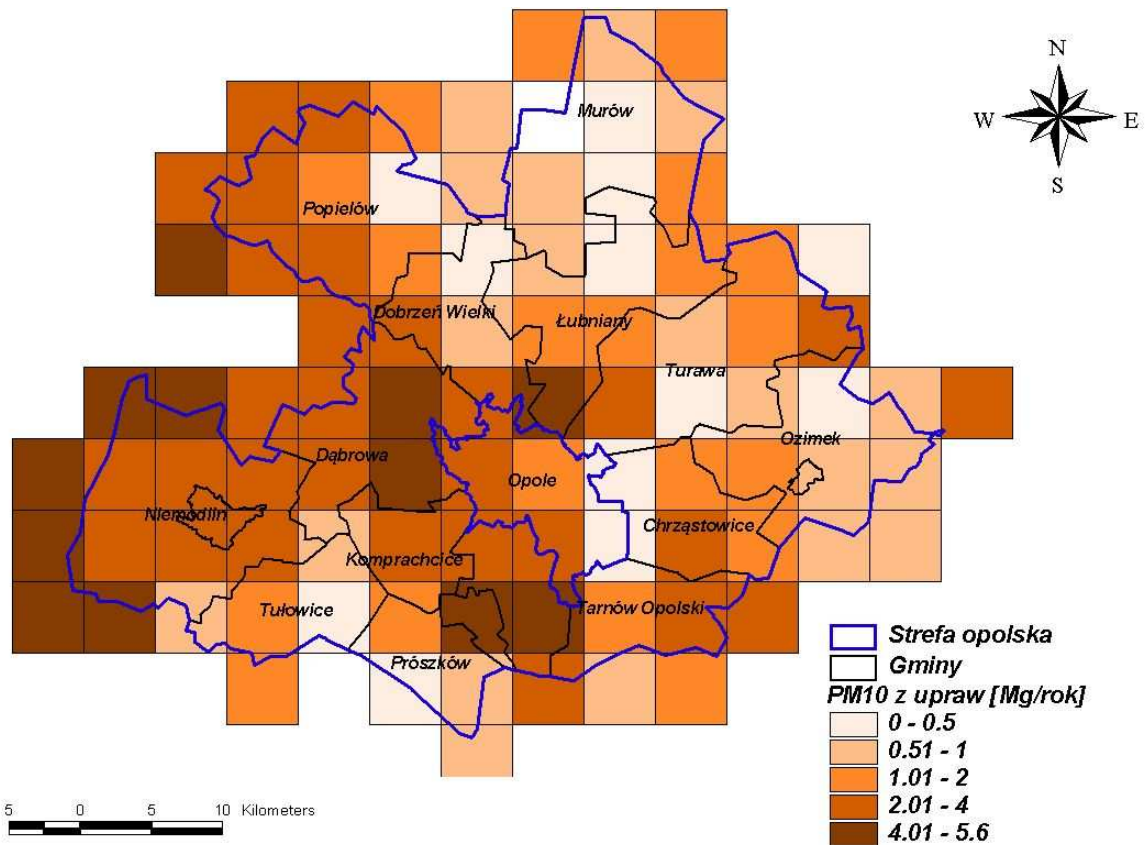 N
W E
S
Murów
Popielów
Dobrzeń Wielki
Łubniany
Turawa
Ozimek
Dąbrowa
Opole
Niemodlin
Chrząstowice
Komprachcice
Tułowice
Tarnów Opolski
Prószków
Strefa opolska
Gminy
PM10 z upraw [Mg/rok]
0 - 0.5
0.51 - 1
1.01 - 2
2.01 - 4
4.01 - 5.6
5 0 5 10 Kilometers